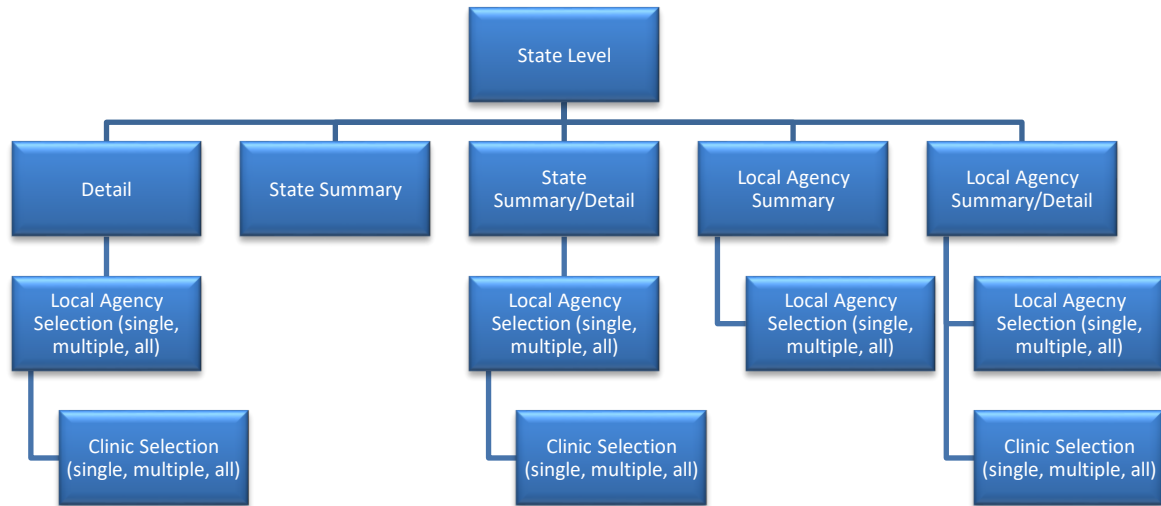 State Level
Detail
State Summary
State
Summary/Detail
Local Agency
Summary
Local Agency
Summary/Detail
Local Agency
Selection (single,
multiple, all)
Local Agency
Selection (single,
multiple, all)
Local Agency
Selection (single,
multiple, all)
Local Agecny
Selection (single,
multiple, all)
Clinic Selection
(single, multiple, all)
Clinic Selection
(single, multiple, all)
Clinic Selection
(single, multiple, all)